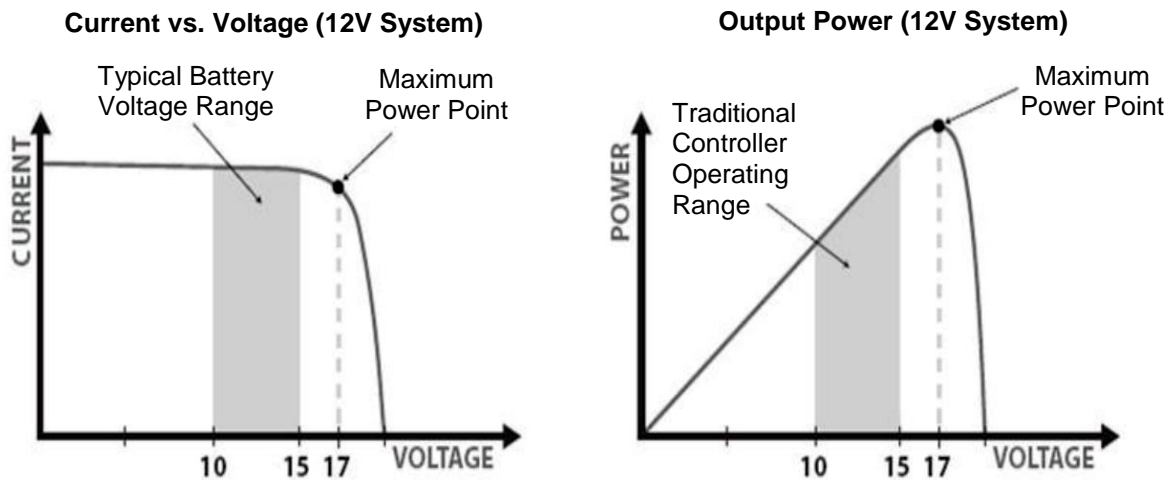 Current vs. Voltage (12V System)
Typical Battery
Voltage Range
Maximum
Power Point
CURRENT
10
15
17
VOLTAGE
Output Power (12V System)
Traditional
Controller
Operating
Range
Maximum
Power Point
POWER
10
15
17
VOLTAGE